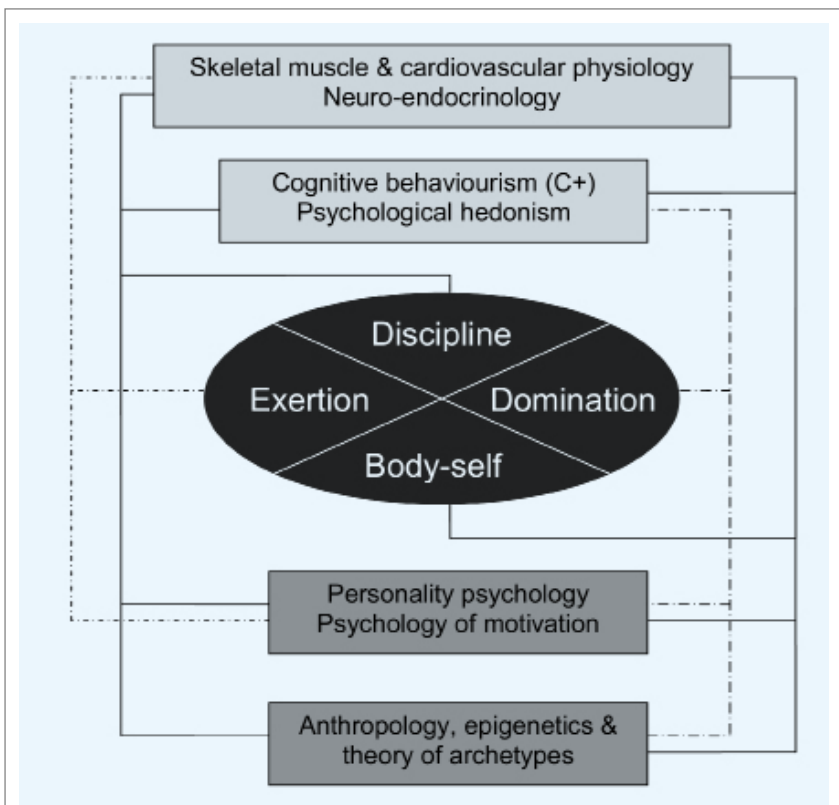 Skeletal muscle & cardiovascular physiology
Neuro-endocrinology
Cognitive behaviourism (C+)
Psychological hedonism
Discipline
Exertion
Domination
Body-self
Personality psychology
Psychology of motivation
Anthropology, epigenetics &
theory of archetypes